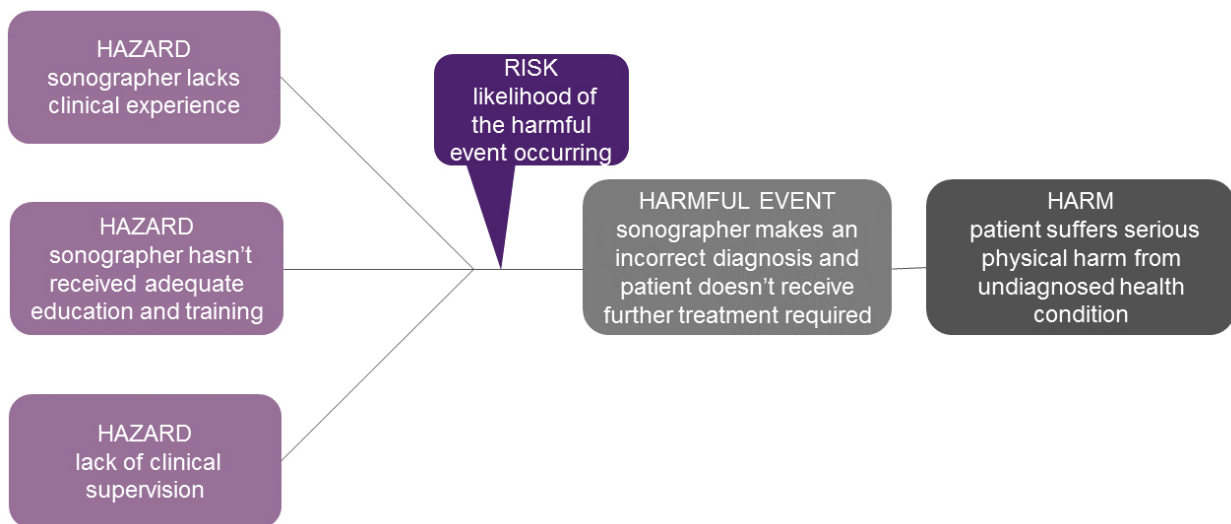 HAZARD
sonographer lacks
clinical experience
RISK
likelihood of
the harmful
event occurring
HAZARD
sonographer hasn’t
received adequate
education and training
HARMFUL EVENT
sonographer makes an
incorrect diagnosis and
patient doesn’t receive
further treatment required
HARM
patient suffers serious
physical harm from
undiagnosed health
condition
HAZARD
lack of clinical
supervision